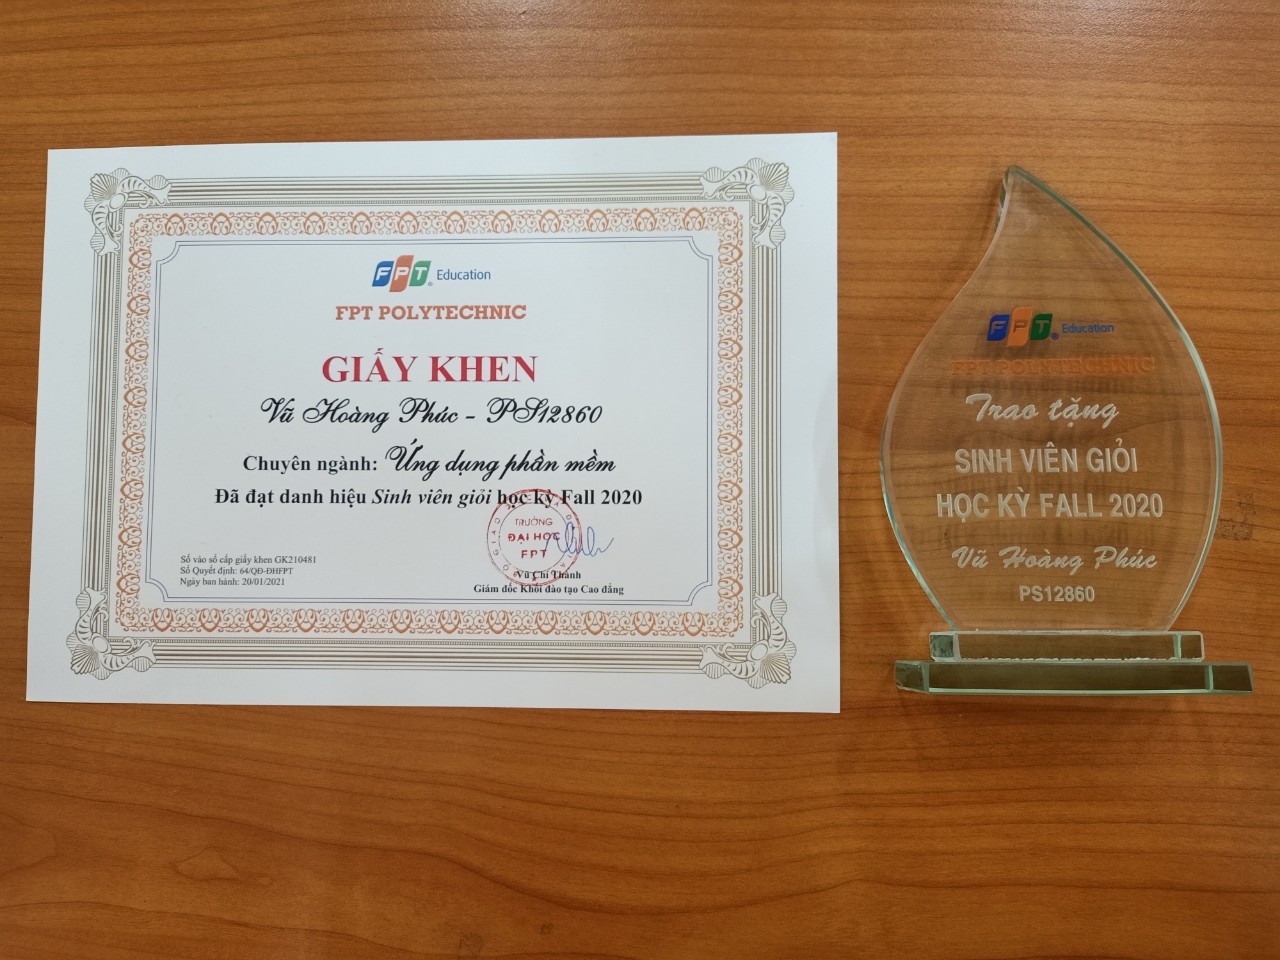 FPT Education
FPT POLYTECHNIC
GIẤY KHEN
Vũ Hoàng Phúc - PS12860
Chuyên ngành: Ứng dụng phần mềm
Đã đạt danh hiệu Sinh viên giỏi học kỳ Fall 2020
TRƯỜNG
ĐẠI HỌC
FPT
Số vào sổ cấp giấy khen GK210481
Số Quyết định: 64/QĐ-ĐHFPT
Ngày ban hành: 20/01/2021
Vũ Chí Thành
Giám đốc Khối đào tạo Cao đẳng
FPT Education
FPT POLYTECHNIC
Trao tặng
SINH VIÊN GIỎI
HỌC KỲ FALL 2020
Vũ Hoàng Phúc
PS12860